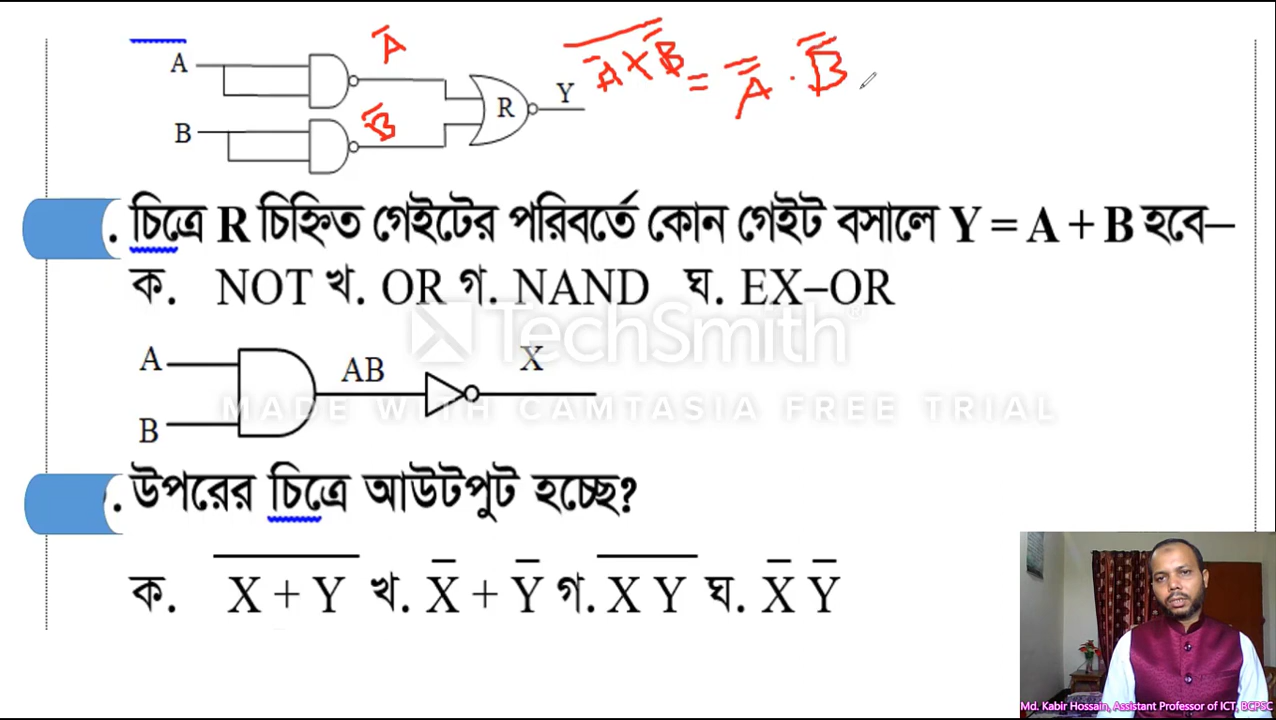 A Ā A̅ X B̅ = A̿ . B̿
R Y
B B̅
. চিত্রে R চিহ্নিত গেইটের পরিবর্তে কোন গেইট বসালে Y = A + B হবে–
ক. NOT খ. OR গ. NAND ঘ. EX–OR
TechSmith
A AB X
MADE WITH CAMTASIA FREE TRIAL
B
. উপরের চিত্রে আউটপুট হচ্ছে?
ক. X̅ ̅+̅ ̅Y̅ খ. X̅ + Y̅ গ. X̅ ̅Y̅ ঘ. X̅ Y̅
Md. Kabir Hossain, Assistant Professor of ICT, BCPSC